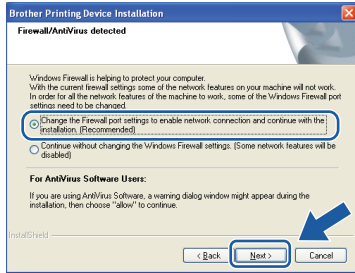 Brother Printing Device Installation
Firewall/AntiVirus detected
Windows Firewall is helping to protect your computer.
With the current firewall settings some of the network features on your machine will not work.
In order for all the network features of the machine to work, some of the Windows Firewall port
settings need to be changed.
Change the Firewall port settings to enable network connection and continue with the
installation. (Recommended)
Continue without changing the Windows Firewall settings. (Some network features will be
disabled)
For AntiVirus Software Users:
If you are using AntiVirus Software, a warning dialog window might appear during the
installation, then choose "allow" to continue.
InstallShield
< Back
Next >
Cancel